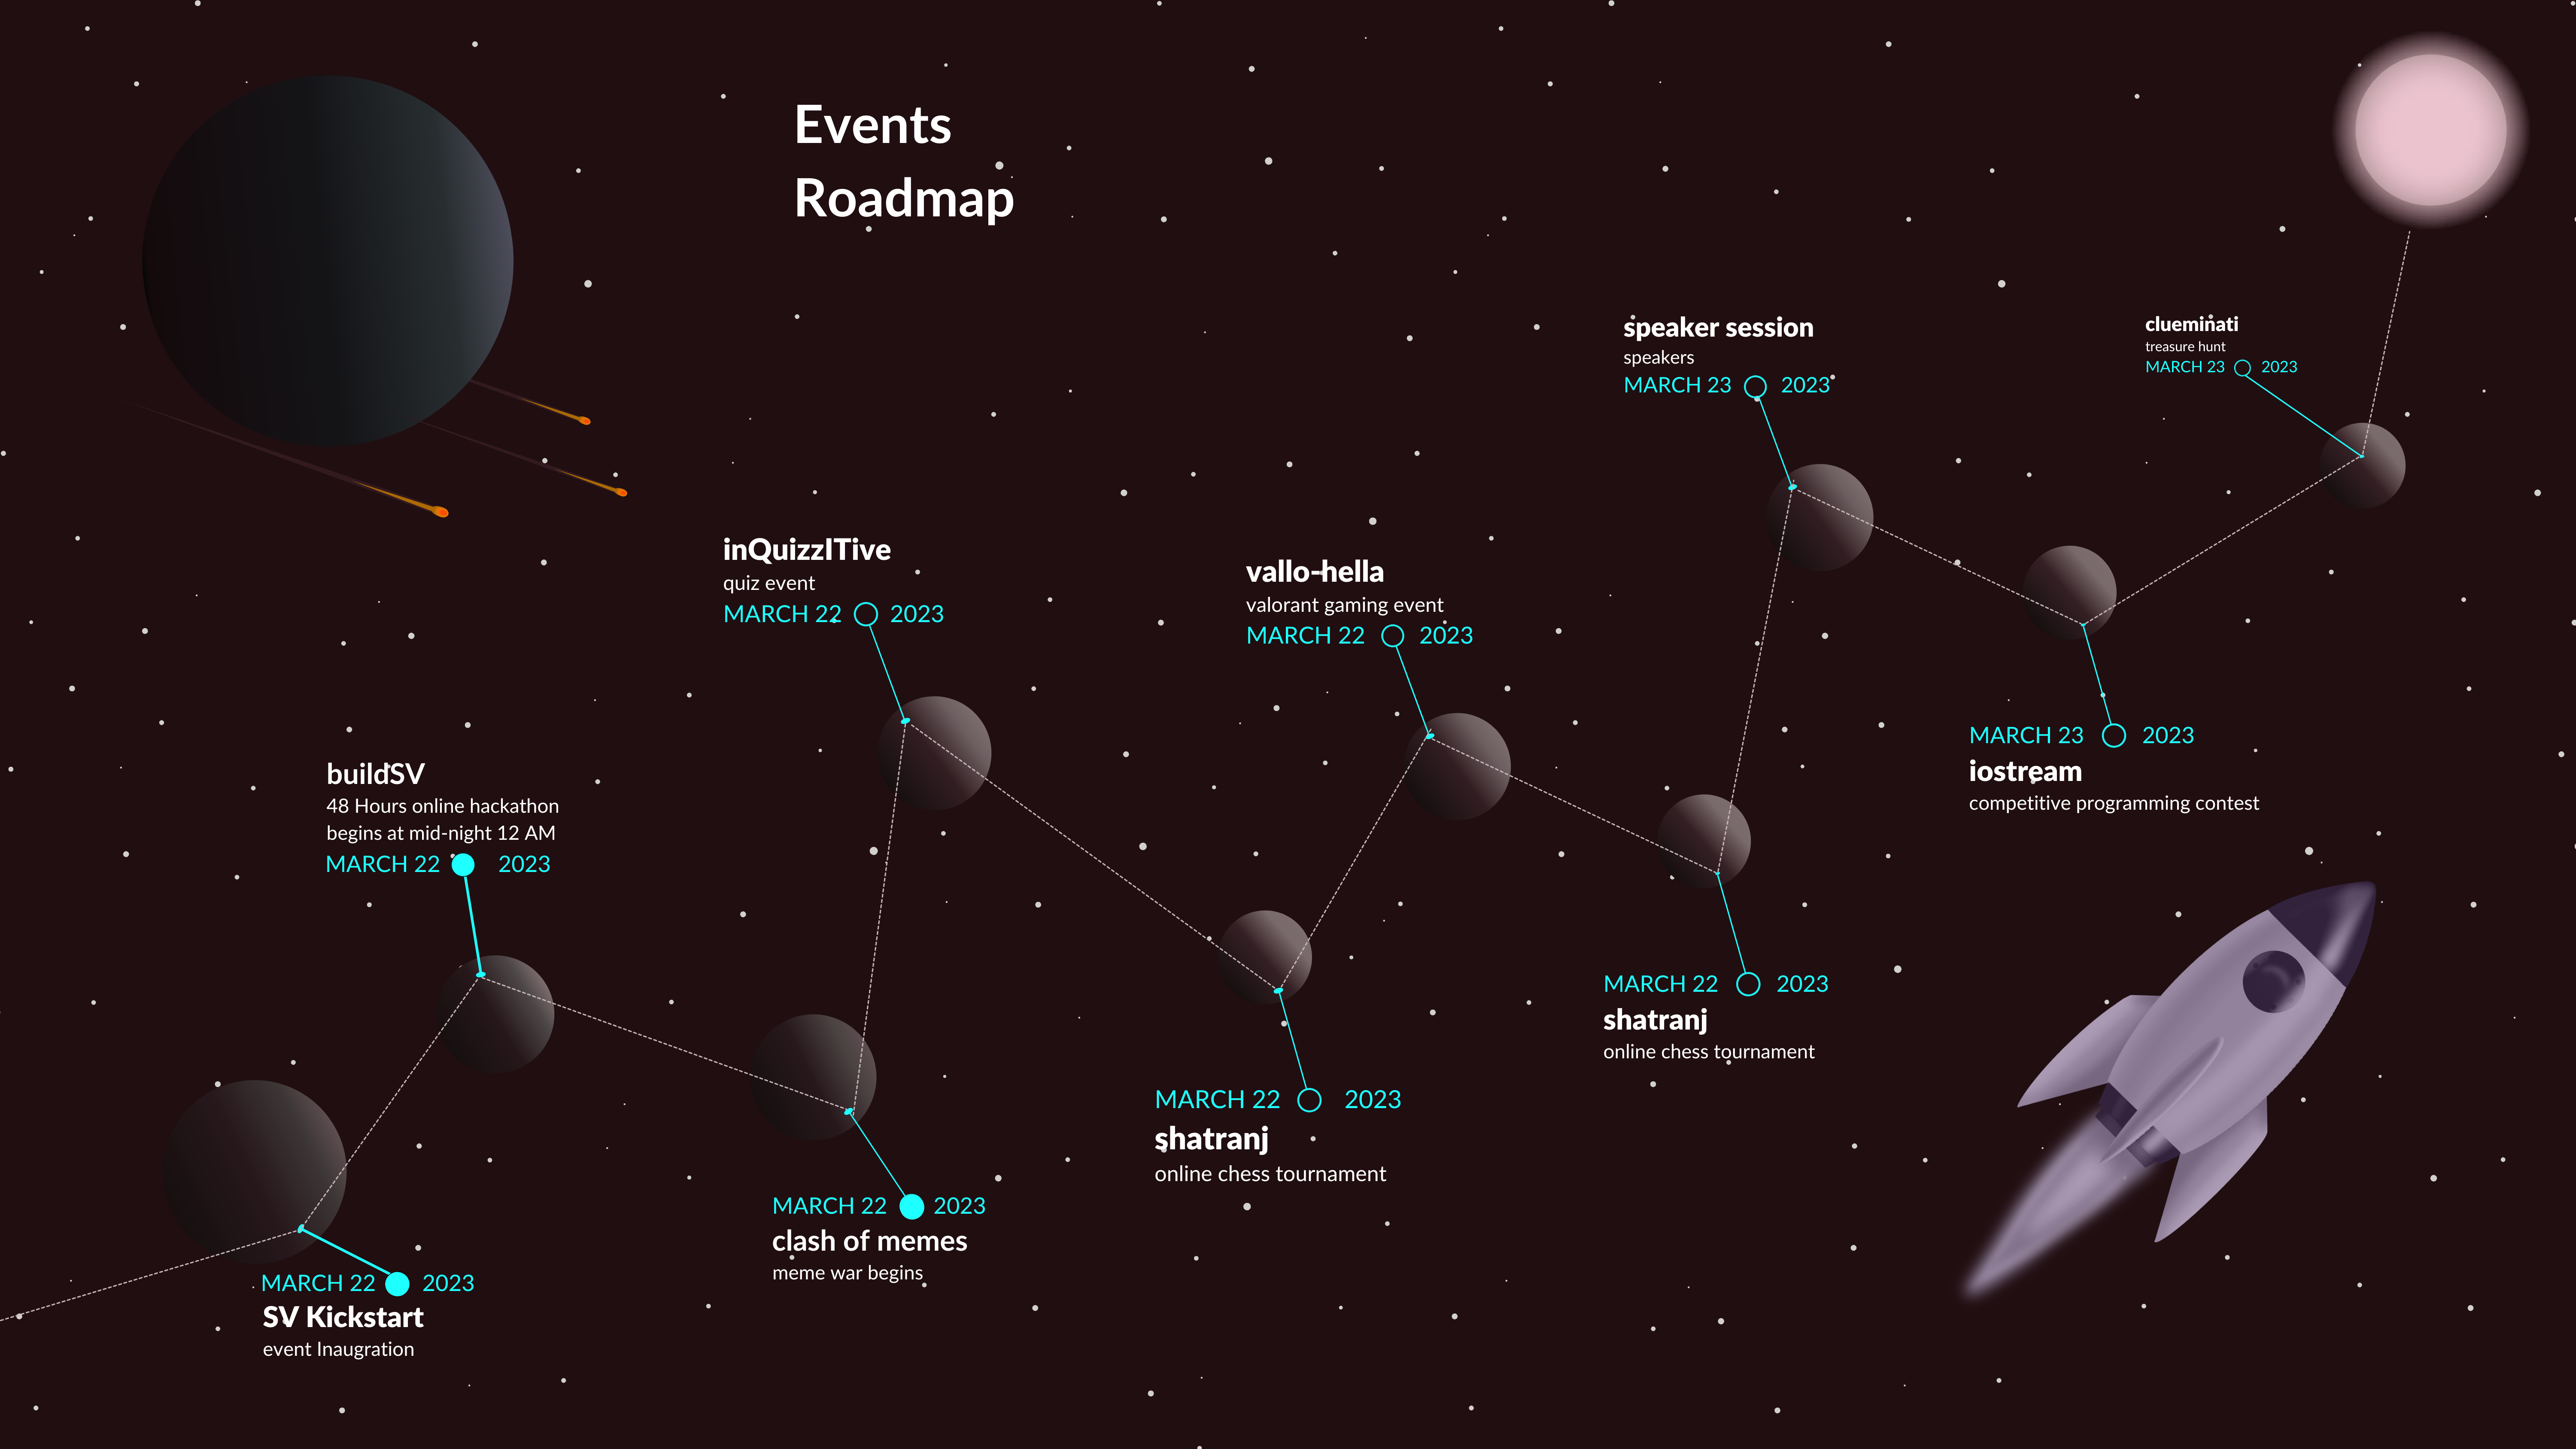 Events
Roadmap
SV Kickstart
event Inaugration
MARCH 22 2023
buildSV
48 Hours online hackathon
begins at mid-night 12 AM
MARCH 22 2023
MARCH 22 2023
clash of memes
meme war begins
inQuizzITive
quiz event
MARCH 22 2023
MARCH 22 2023
shatranj
online chess tournament
vallo-hella
valorant gaming event
MARCH 22 2023
MARCH 22 2023
shatranj
online chess tournament
speaker session
speakers
MARCH 23 2023
MARCH 23 2023
iostream
competitive programming contest
clueminati
treasure hunt
MARCH 23 2023